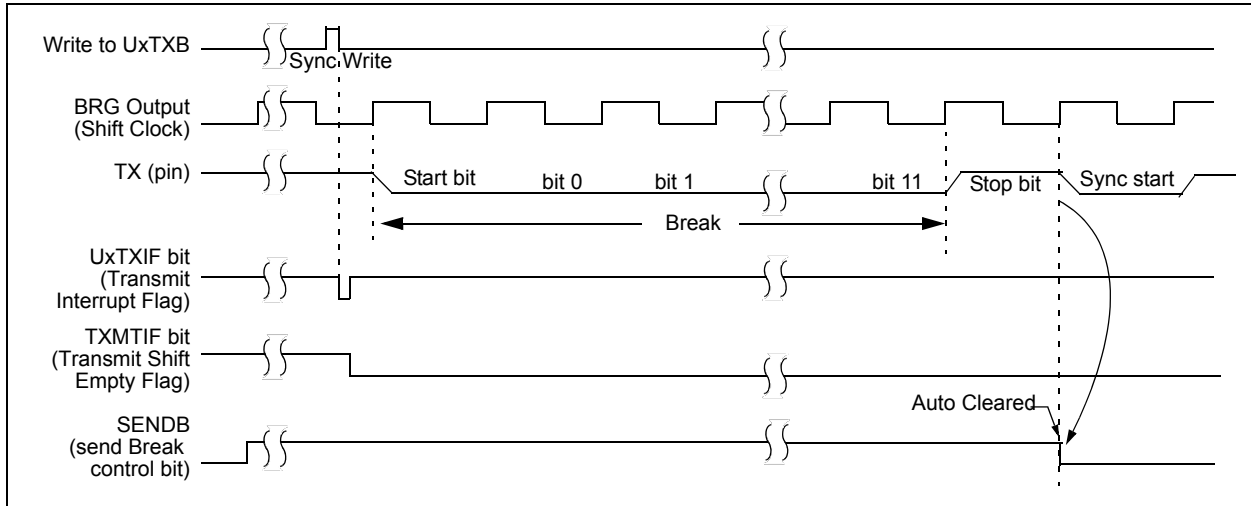 Write to UxTXB
Sync Write
BRG Output
(Shift Clock)
TX (pin)
Start bit
bit 0
bit 1
bit 11
Stop bit
Sync start
Break
UxTXIF bit
(Transmit
Interrupt Flag)
TXMTIF bit
(Transmit Shift
Empty Flag)
SENDB
(send Break
control bit)
Auto Cleared